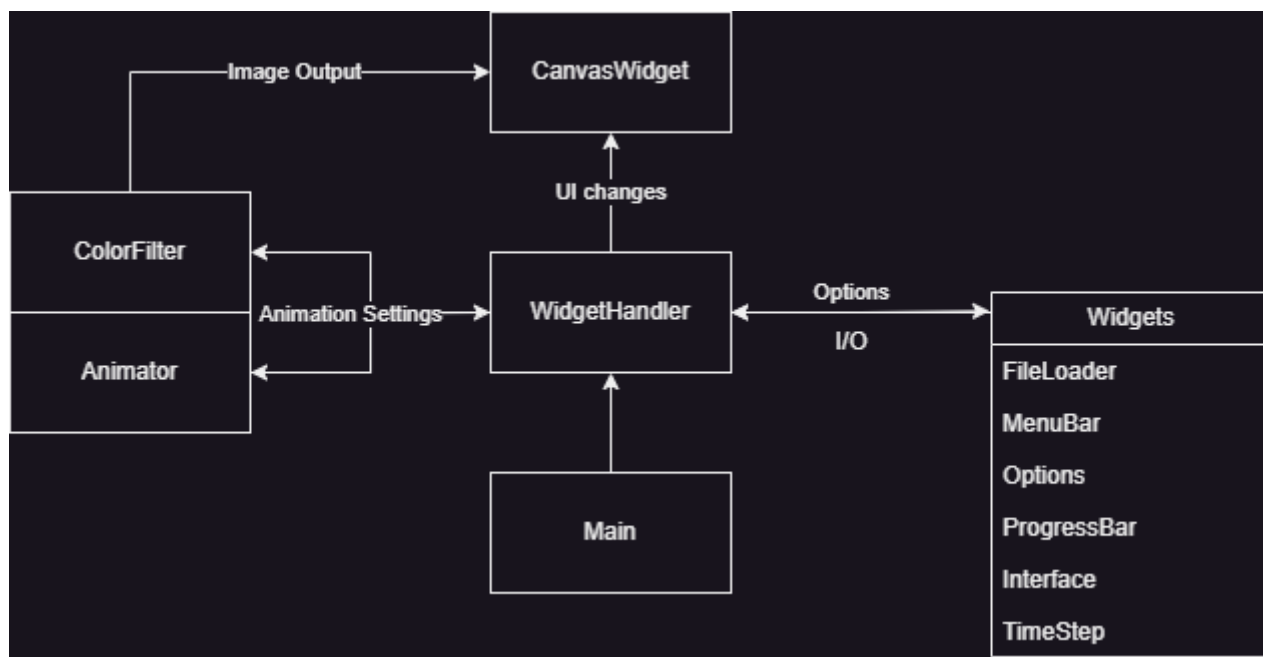 Image Output
CanvasWidget
UI changes
ColorFilter
Animation Settings
Animator
WidgetHandler
Options
I/O
Main
Widgets
FileLoader
MenuBar
Options
ProgressBar
Interface
TimeStep